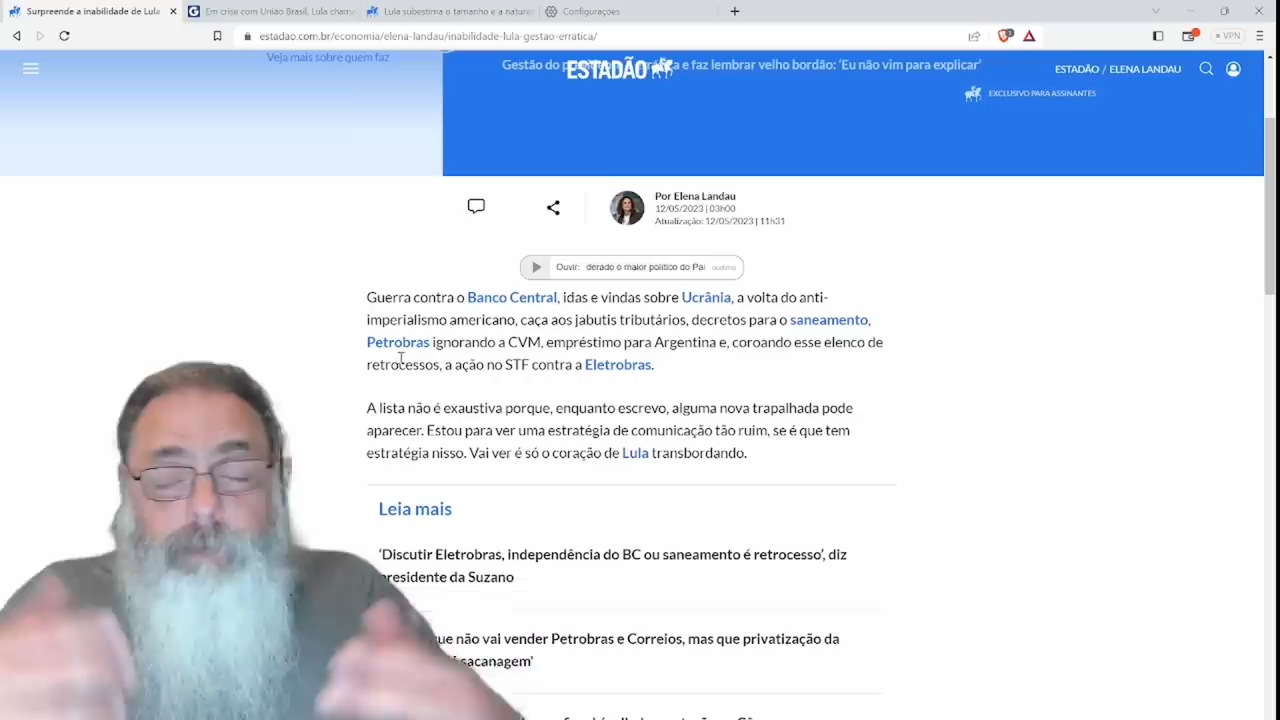 Surpreende a inabilidade de Lula
Em crise com União Brasil, Lula cham
Lula subestima o tamanho e a nature
Configurações
estadao.com.br/economia/elena-landau/inabilidade-lula-gestao-erratica/
VPN
Veja mais sobre quem faz
Gestão do
e faz lembrar velho bordão: 'Eu não vim para explicar'
ESTADÃO
ESTADÃO / ELENA LANDAU
EXCLUSIVO PARA ASSINANTES
Por Elena Landau
12/05/2023 | 03h00
Atualização: 12/05/2023 | 11h31
Ouvir: derado o maior político do Paí audima
Guerra contra o Banco Central, idas e vindas sobre Ucrânia, a volta do anti-
imperialismo americano, caça aos jabutis tributários, decretos para o saneamento,
Petrobras ignorando a CVM, empréstimo para Argentina e, coroando esse elenco de
retrocessos, a ação no STF contra a Eletrobras.
A lista não é exaustiva porque, enquanto escrevo, alguma nova trapalhada pode
aparecer. Estou para ver uma estratégia de comunicação tão ruim, se é que tem
estratégia nisso. Vai ver é só o coração de Lula transbordando.
Leia mais
'Discutir Eletrobras, independência do BC ou saneamento é retrocesso', diz
presidente da Suzano
que não vai vender Petrobras e Correios, mas que privatização da
sacanagem'